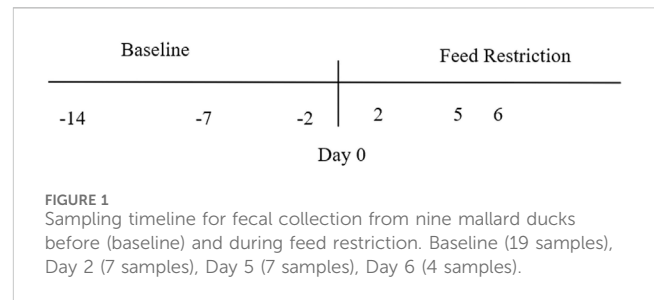 Baseline
Feed Restriction
-14 -7 -2 2 5 6
Day 0
FIGURE 1
Sampling timeline for fecal collection from nine mallard ducks
before (baseline) and during feed restriction. Baseline (19 samples),
Day 2 (7 samples), Day 5 (7 samples), Day 6 (4 samples).